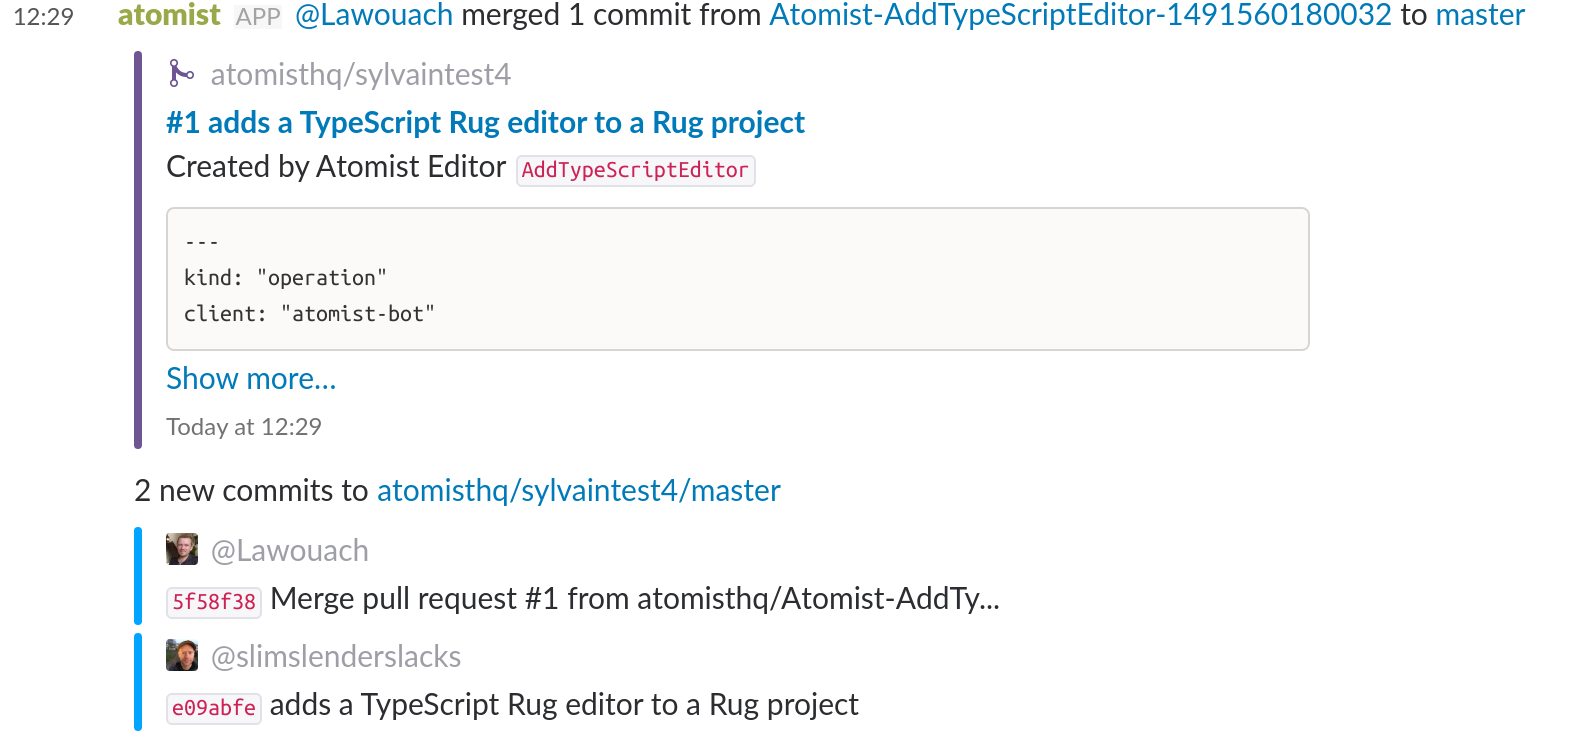 12:29 atomist APP @Lawouach merged 1 commit from Atomist-AddTypeScriptEditor-1491560180032 to master
atomisthq/sylvaintest4
#1 adds a TypeScript Rug editor to a Rug project
Created by Atomist Editor AddTypeScriptEditor
---
kind: "operation"
client: "atomist-bot"
Show more...
Today at 12:29
2 new commits to atomisthq/sylvaintest4/master
@Lawouach
5f58f38 Merge pull request #1 from atomisthq/Atomist-AddTy...
@slimslenderslacks
e09abfe adds a TypeScript Rug editor to a Rug project